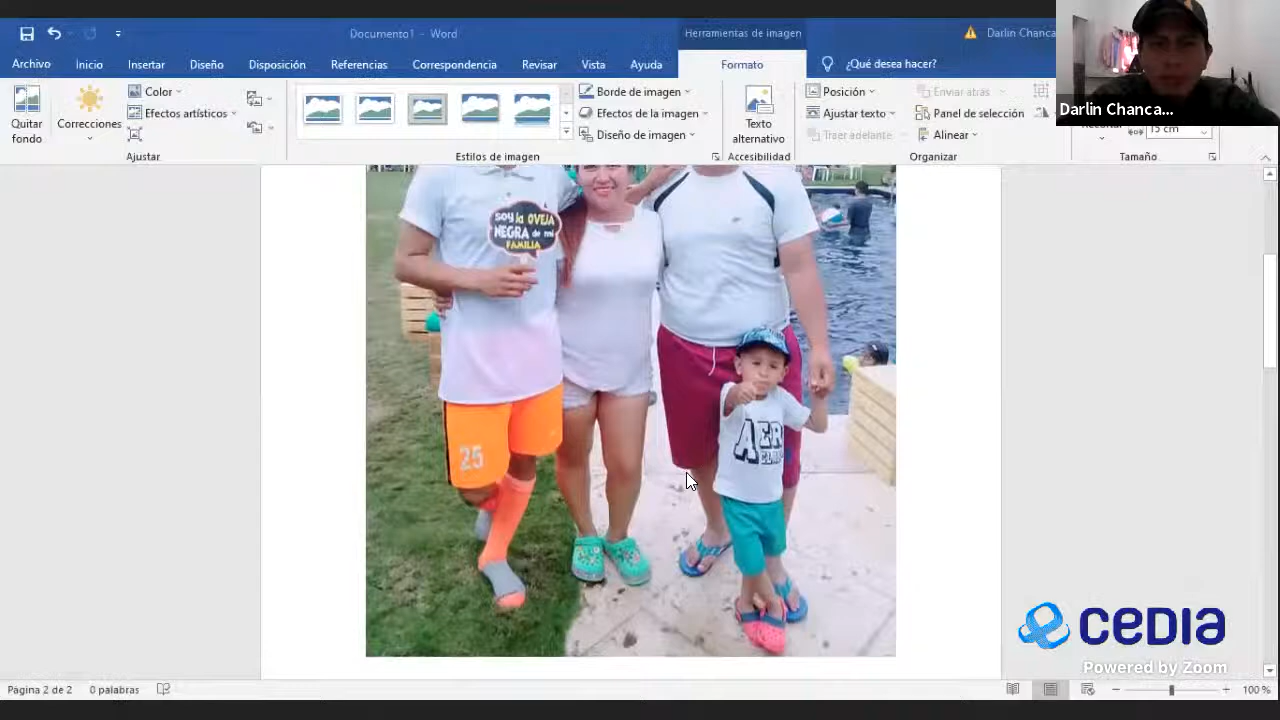 Documento1 - Word
Herramientas de imagen
Darlin Chanca
Archivo
Inicio
Insertar
Diseño
Disposición
Referencias
Correspondencia
Revisar
Vista
Ayuda
Formato
¿Qué desea hacer?
Quitar fondo
Correcciones
Color
Efectos artísticos
Ajustar
Estilos de imagen
Borde de imagen
Efectos de la imagen
Diseño de imagen
Texto alternativo
Accesibilidad
Posición
Ajustar texto
Traer adelante
Enviar atrás
Panel de selección
Alinear
Organizar
15 cm
Tamaño
Darlin Chanca...
soy la OVEJA
NEGRA de mi
FAMILIA
25
AER
Página 2 de 2
0 palabras
100 %
CEDIA
Powered by Zoom